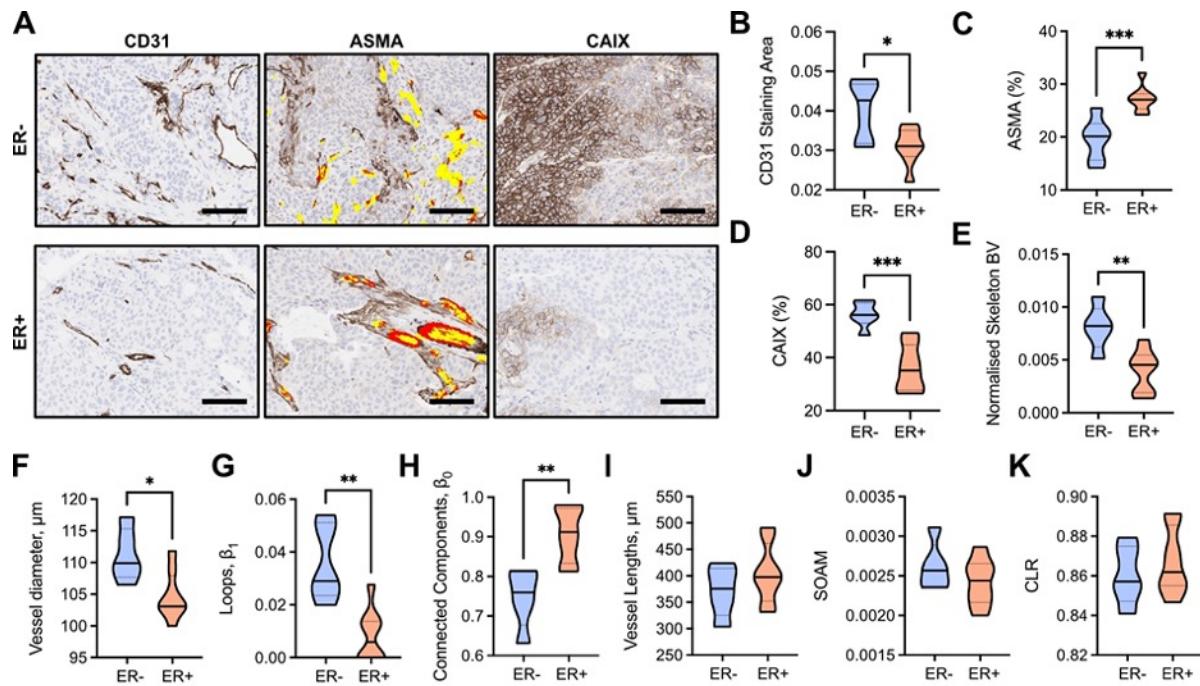 A
CD31
ASMA
CAIX
ER-
ER+
B
CD31 Staining Area
0.06
0.05
0.04
0.03
0.02
*
ER-
ER+
C
ASMA (%)
40
30
20
10
***
ER-
ER+
D
CAIX (%)
80
60
40
20
***
ER-
ER+
E
Normalised Skeleton BV
0.015
0.010
0.005
0.000
**
ER-
ER+
F
Vessel diameter, µm
120
115
110
105
100
95
*
ER-
ER+
G
Loops, β1
0.06
0.04
0.02
0.00
**
ER-
ER+
H
Connected Components, β0
1.0
0.9
0.8
0.7
0.6
**
ER-
ER+
I
Vessel Lengths, µm
550
500
450
400
350
300
250
ER-
ER+
J
SOAM
0.0035
0.0030
0.0025
0.0020
0.0015
ER-
ER+
K
CLR
0.90
0.88
0.86
0.84
0.82
ER-
ER+